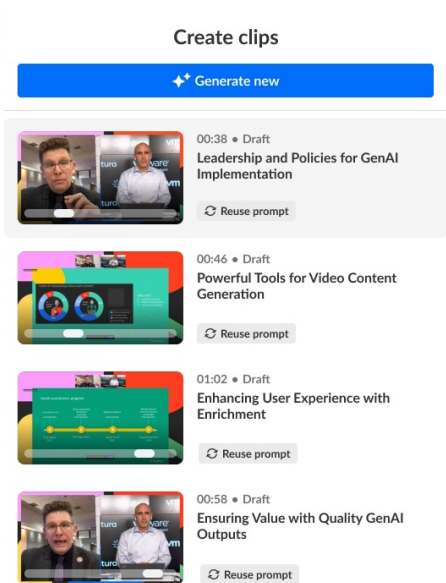 Create clips
Generate new
00:38 • Draft
Leadership and Policies for GenAI
Implementation
Reuse prompt
00:46 • Draft
Powerful Tools for Video Content
Generation
Reuse prompt
01:02 • Draft
Enhancing User Experience with
Enrichment
Reuse prompt
00:58 • Draft
Ensuring Value with Quality GenAI
Outputs
Reuse prompt